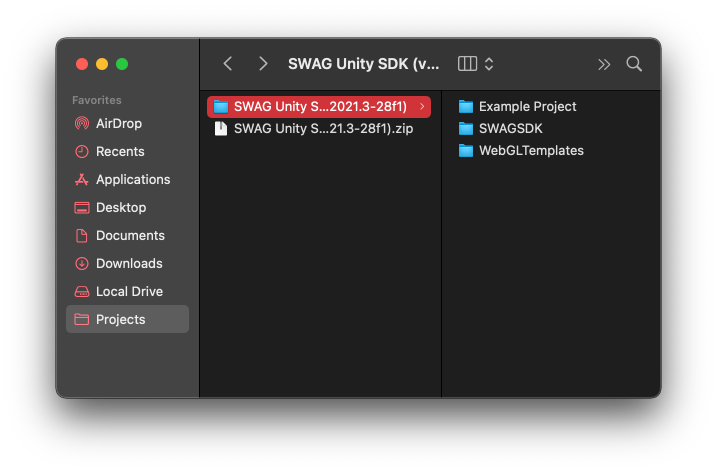 SWAG Unity SDK (v...
Favorites
AirDrop
Recents
Applications
Desktop
Documents
Downloads
Local Drive
Projects
SWAG Unity S...2021.3-28f1)
SWAG Unity S...21.3-28f1).zip
Example Project
SWAGSDK
WebGLTemplates